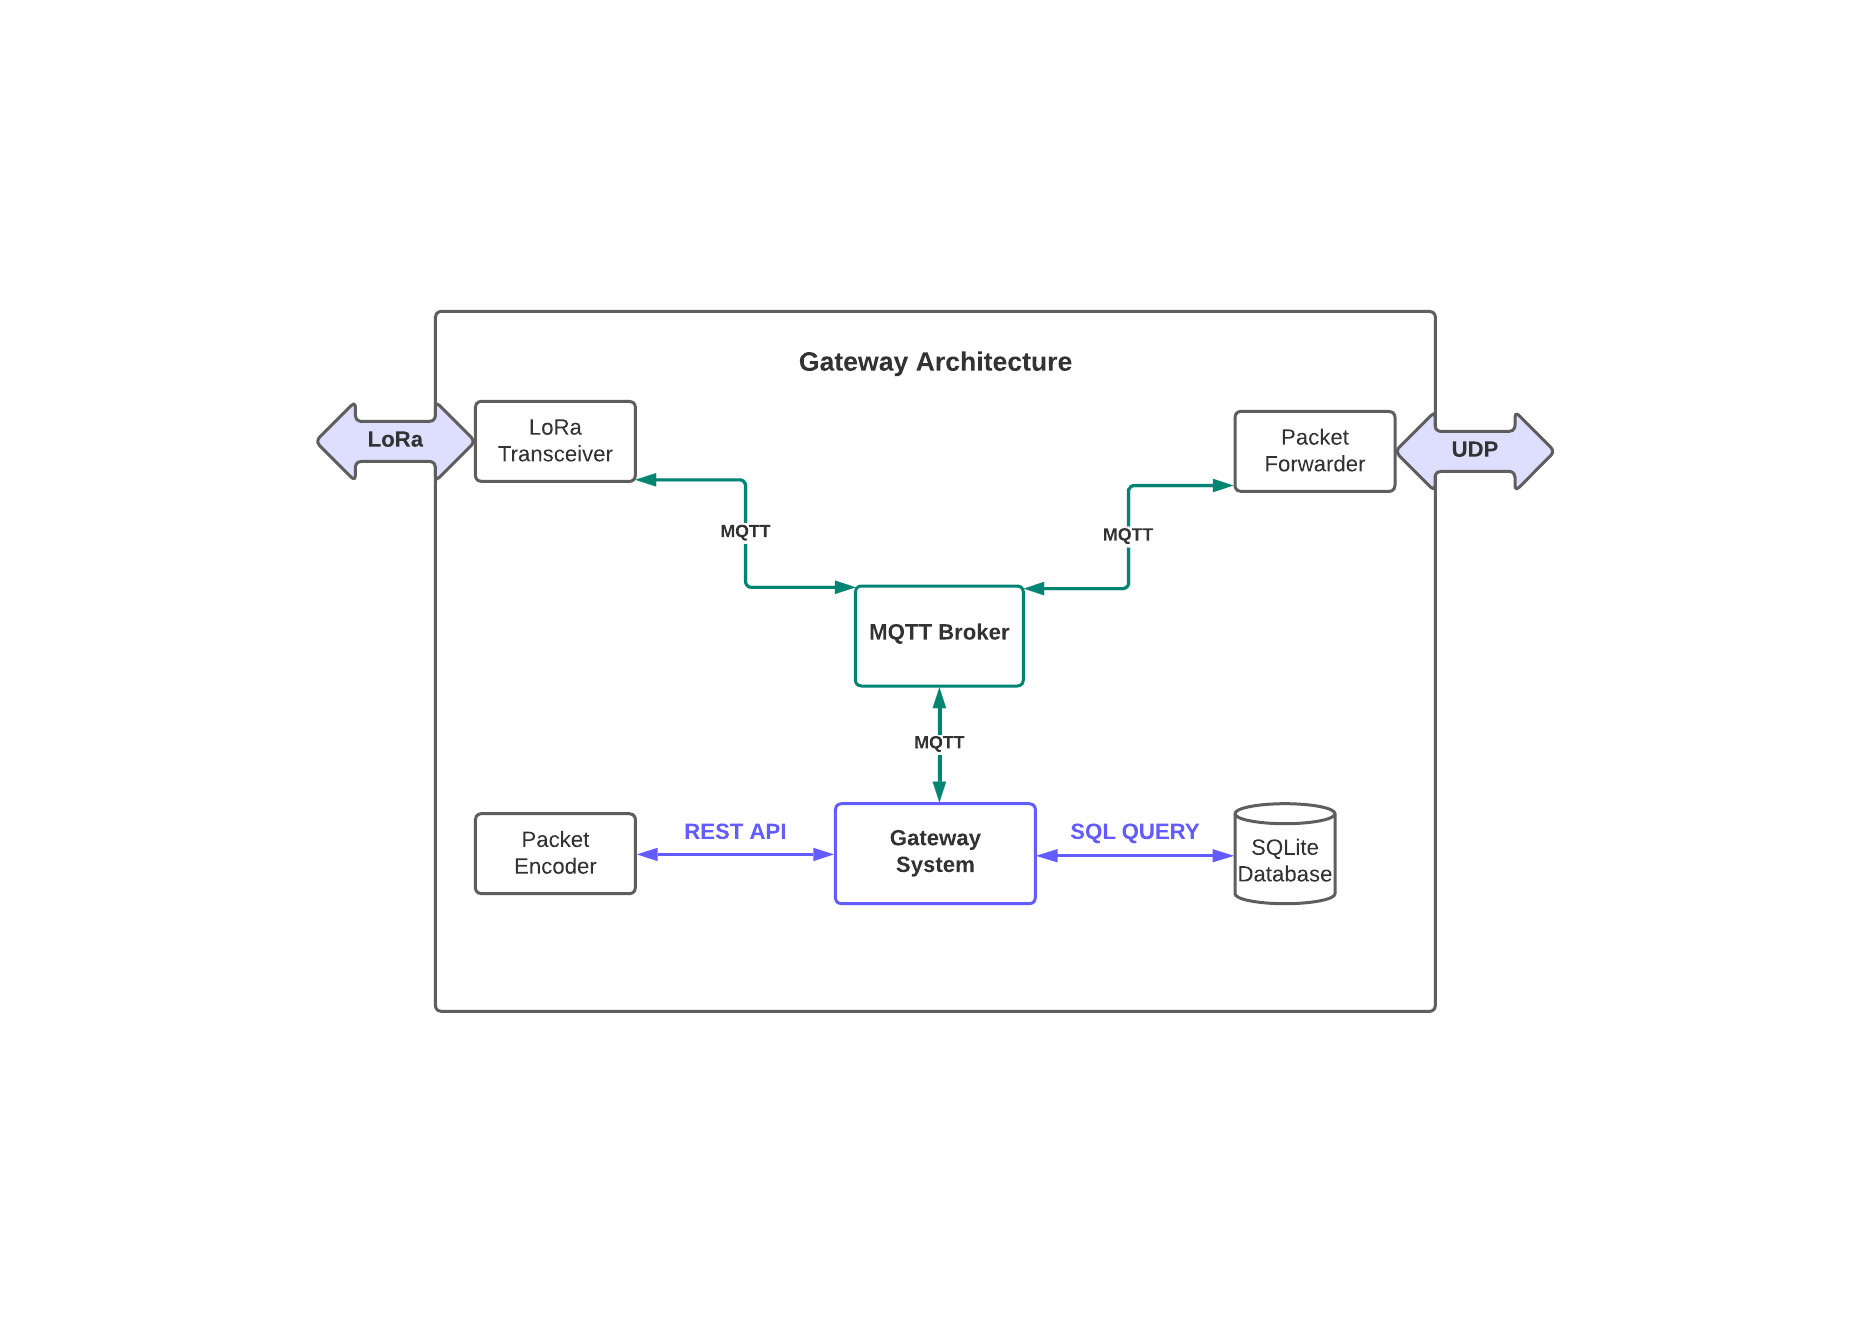 Gateway Architecture
LoRa
LoRa
Transceiver
Packet
Forwarder
UDP
MQTT
MQTT
MQTT Broker
MQTT
Packet
Encoder
REST API
Gateway
System
SQL QUERY
SQLite
Database